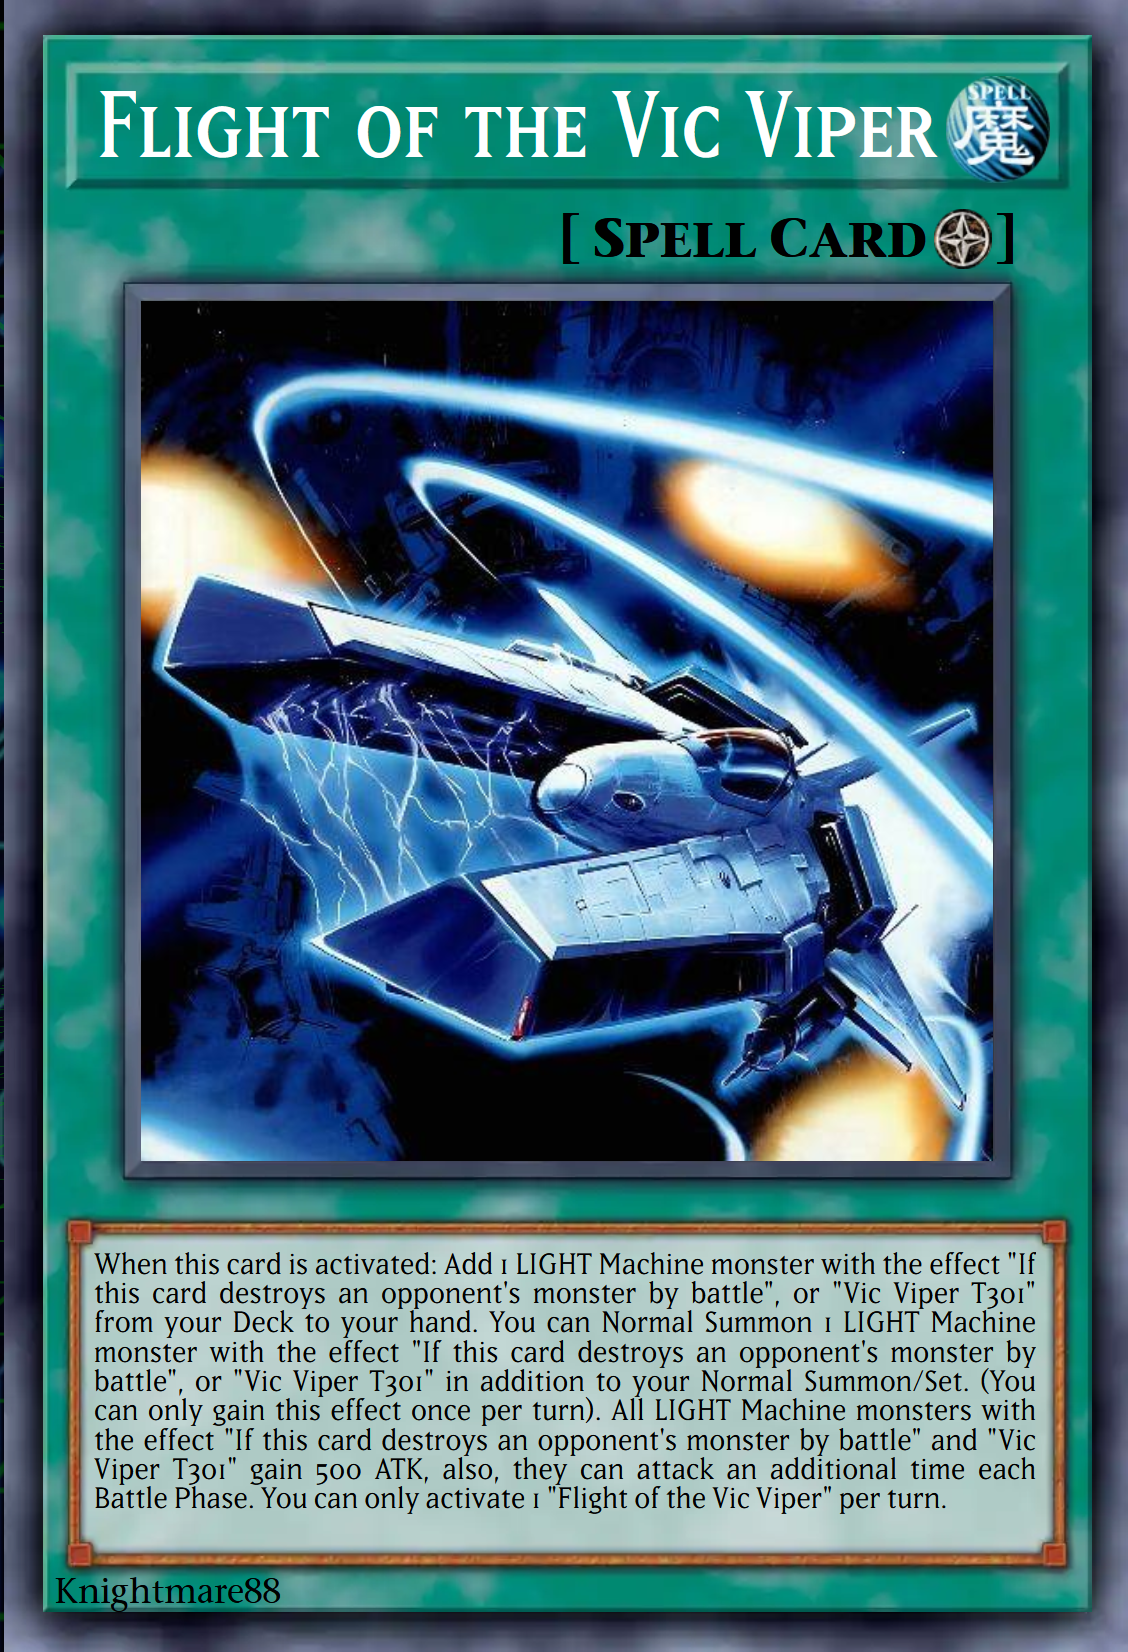 Flight of the Vic Viper
SPELL
魔
[ Spell Card ]
When this card is activated: Add 1 LIGHT Machine monster with the effect "If
this card destroys an opponent's monster by battle", or "Vic Viper T301"
from your Deck to your hand. You can Normal Summon 1 LIGHT Machine
monster with the effect "If this card destroys an opponent's monster by
battle", or "Vic Viper T301" in addition to your Normal Summon/Set. (You
can only gain this effect once per turn). All LIGHT Machine monsters with
the effect "If this card destroys an opponent's monster by battle" and "Vic
Viper T301" gain 500 ATK, also, they can attack an additional time each
Battle Phase. You can only activate 1 "Flight of the Vic Viper" per turn.
Knightmare88